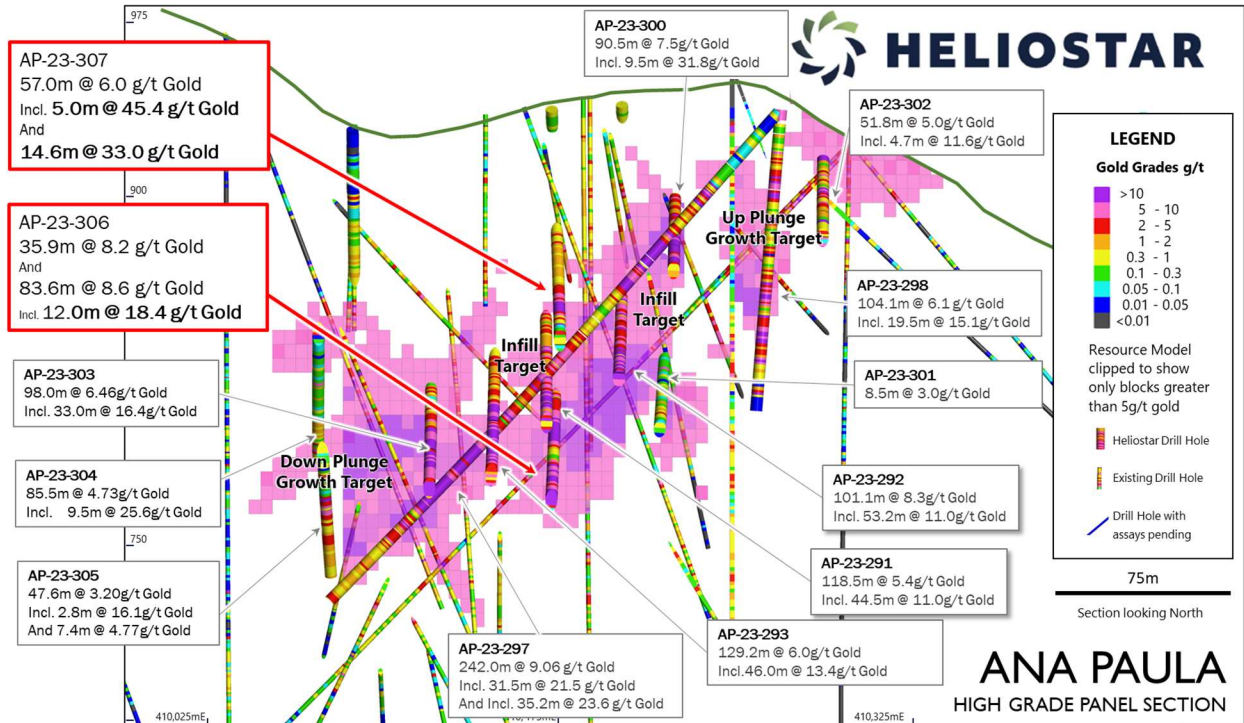 975
AP-23-307
57.0m @ 6.0 g/t Gold
Incl. 5.0m @ 45.4 g/t Gold
And
14.6m @ 33.0 g/t Gold
AP-23-300
90.5m @ 7.5g/t Gold
Incl. 9.5m @ 31.8g/t Gold
HELIOSTAR
AP-23-302
51.8m @ 5.0g/t Gold
Incl. 4.7m @ 11.6g/t Gold
LEGEND
Gold Grades g/t
>10
5 - 10
2 - 5
1 - 2
0.3 - 1
0.1 - 0.3
0.05 - 0.1
0.01 - 0.05
<0.01
Resource Model
clipped to show
only blocks greater
than 5g/t gold
Heliostar Drill Hole
Existing Drill Hole
Drill Hole with
assays pending
900
AP-23-306
35.9m @ 8.2 g/t Gold
And
83.6m @ 8.6 g/t Gold
Incl. 12.0m @ 18.4 g/t Gold
Up Plunge
Growth Target
Infill
Target
Infill
Target
Down Plunge
Growth Target
AP-23-298
104.1m @ 6.1 g/t Gold
Incl. 19.5m @ 15.1g/t Gold
AP-23-303
98.0m @ 6.46g/t Gold
Incl. 33.0m @ 16.4g/t Gold
AP-23-301
8.5m @ 3.0g/t Gold
AP-23-304
85.5m @ 4.73g/t Gold
Incl. 9.5m @ 25.6g/t Gold
AP-23-292
101.1m @ 8.3g/t Gold
Incl. 53.2m @ 11.0g/t Gold
750
AP-23-305
47.6m @ 3.20g/t Gold
Incl. 2.8m @ 16.1g/t Gold
And 7.4m @ 4.77g/t Gold
AP-23-291
118.5m @ 5.4g/t Gold
Incl. 44.5m @ 11.0g/t Gold
75m
Section looking North
AP-23-297
242.0m @ 9.06 g/t Gold
Incl. 31.5m @ 21.5 g/t Gold
And Incl. 35.2m @ 23.6 g/t Gold
AP-23-293
129.2m @ 6.0g/t Gold
Incl.46.0m @ 13.4g/t Gold
ANA PAULA
HIGH GRADE PANEL SECTION
410,025mE
410,325mE